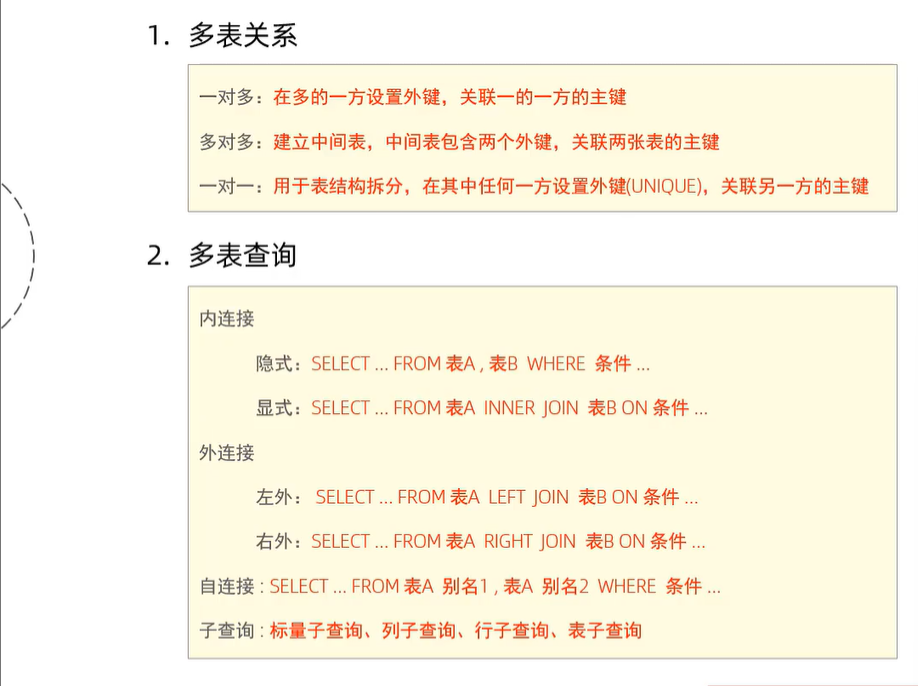 1. 多表关系
一对多：在多的一方设置外键，关联一的一方的主键
多对多：建立中间表，中间表包含两个外键，关联两张表的主键
一对一：用于表结构拆分，在其中任何一方设置外键(UNIQUE)，关联另一方的主键
2. 多表查询
内连接
隐式：SELECT ... FROM 表A , 表B WHERE 条件 ...
显式：SELECT ... FROM 表A INNER JOIN 表B ON 条件 ...
外连接
左外： SELECT ... FROM 表A LEFT JOIN 表B ON 条件 ...
右外：SELECT ... FROM 表A RIGHT JOIN 表B ON 条件 ...
自连接 : SELECT ... FROM 表A 别名1 , 表A 别名2 WHERE 条件 ...
子查询 : 标量子查询、列子查询、行子查询、表子查询